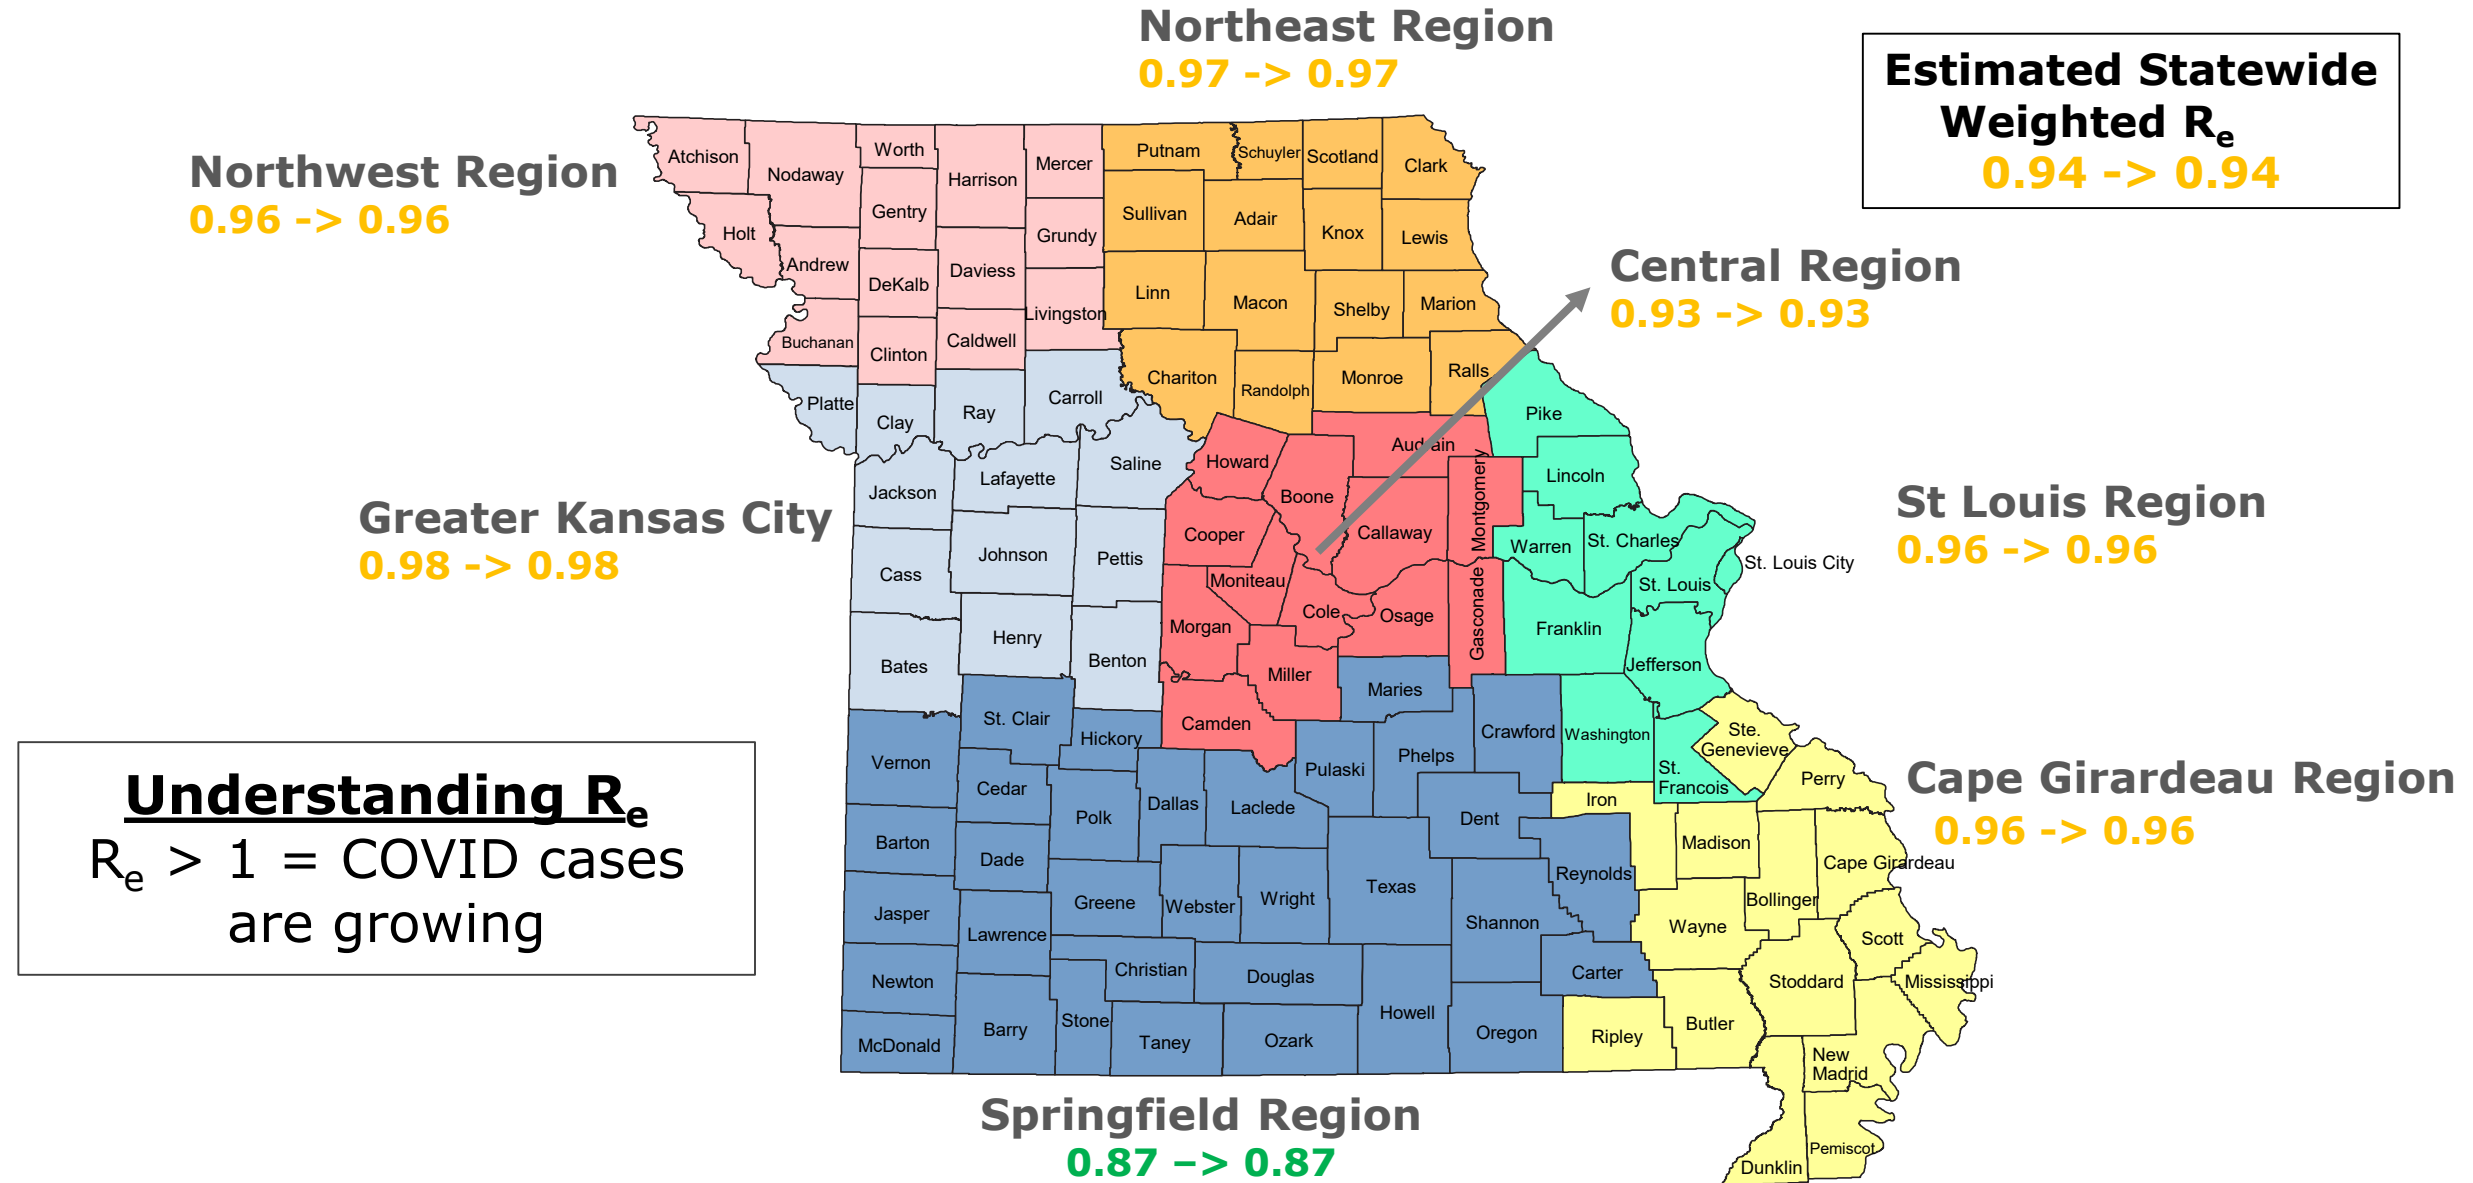 Northeast Region
0.97 -> 0.97
Estimated Statewide
Weighted Re
0.94 -> 0.94
Northwest Region
0.96 -> 0.96
Central Region
0.93 -> 0.93
Greater Kansas City
0.98 -> 0.98
St Louis Region
0.96 -> 0.96
Cape Girardeau Region
0.96 -> 0.96
Understanding Re
Re > 1 = COVID cases
are growing
Springfield Region
0.87 –> 0.87
Atchison
Nodaway
Worth
Harrison
Mercer
Putnam
Schuyler
Scotland
Clark
Holt
Gentry
Grundy
Sullivan
Adair
Knox
Lewis
Andrew
DeKalb
Daviess
Livingston
Linn
Macon
Shelby
Marion
Buchanan
Clinton
Caldwell
Chariton
Randolph
Monroe
Ralls
Platte
Clay
Ray
Carroll
Pike
Saline
Howard
Boone
Audrain
Montgomery
Lincoln
Jackson
Lafayette
Cooper
Callaway
Warren
St. Charles
St. Louis City
St. Louis
Cass
Johnson
Pettis
Moniteau
Cole
Osage
Gasconade
Franklin
Jefferson
Bates
Henry
Benton
Morgan
Miller
Maries
Camden
St. Clair
Hickory
Vernon
Cedar
Polk
Dallas
Laclede
Pulaski
Phelps
Crawford
Washington
St.
Francois
Ste.
Genevieve
Perry
Iron
Madison
Cape Girardeau
Bollinger
Barton
Dade
Dent
Reynolds
Jasper
Lawrence
Greene
Webster
Wright
Texas
Shannon
Wayne
Scott
Mississippi
Stoddard
Newton
Christian
Douglas
Carter
McDonald
Barry
Stone
Taney
Ozark
Howell
Oregon
Ripley
Butler
New
Madrid
Pemiscot
Dunklin